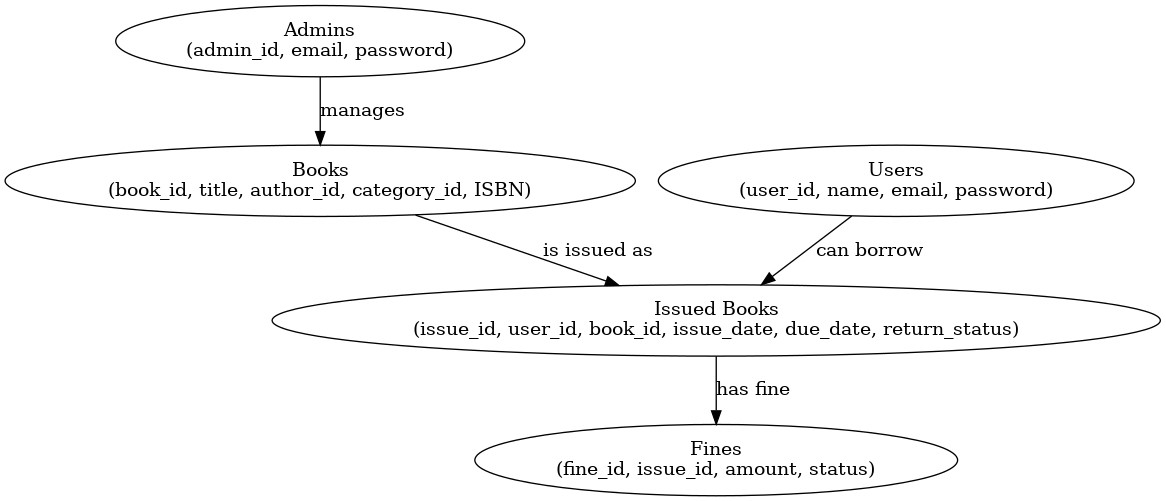 Admins
(admin_id, email, password)
manages
Books
(book_id, title, author_id, category_id, ISBN)
Users
(user_id, name, email, password)
is issued as
can borrow
Issued Books
(issue_id, user_id, book_id, issue_date, due_date, return_status)
has fine
Fines
(fine_id, issue_id, amount, status)